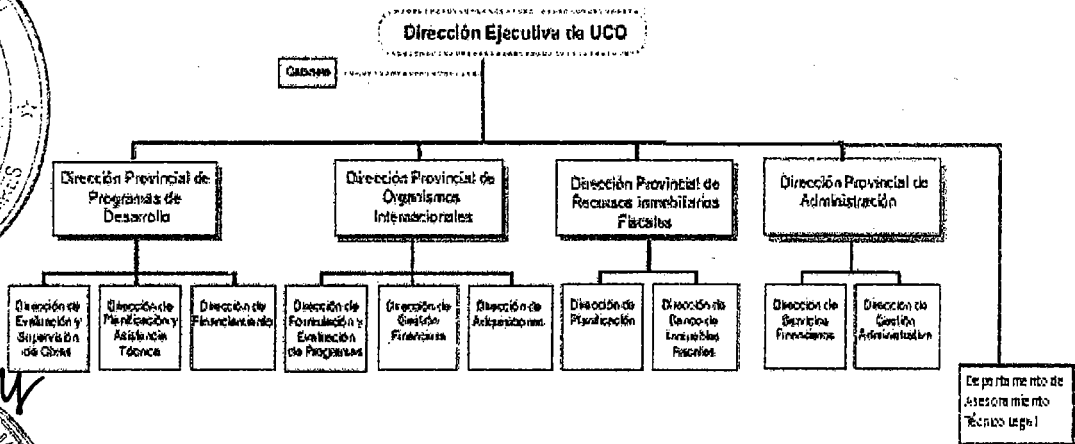 Dirección Ejecutiva de UCO
Gabinete
Dirección Provincial de
Programas de
Desarrollo
Dirección Provincial de
Organismos
Internacionales
Dirección Provincial de
Recursos Inmobiliarios
Fiscales
Dirección Provincial de
Administración
Dirección de
Evaluación y
Supervisión
de Obras
Dirección de
Planificación y
Asistencia
Técnica
Dirección de
Financiamiento
Dirección de
Formulación y
Evaluación
de Programas
Dirección de
Gestión
Financiera
Dirección de
Adquisiciones
Dirección de
Planificación
Dirección de
Banco de
Inmuebles
Fiscales
Dirección de
Servicios
Financieros
Dirección de
Gestión
Administrativa
Departamento de
Asesoramiento
Técnico Legal